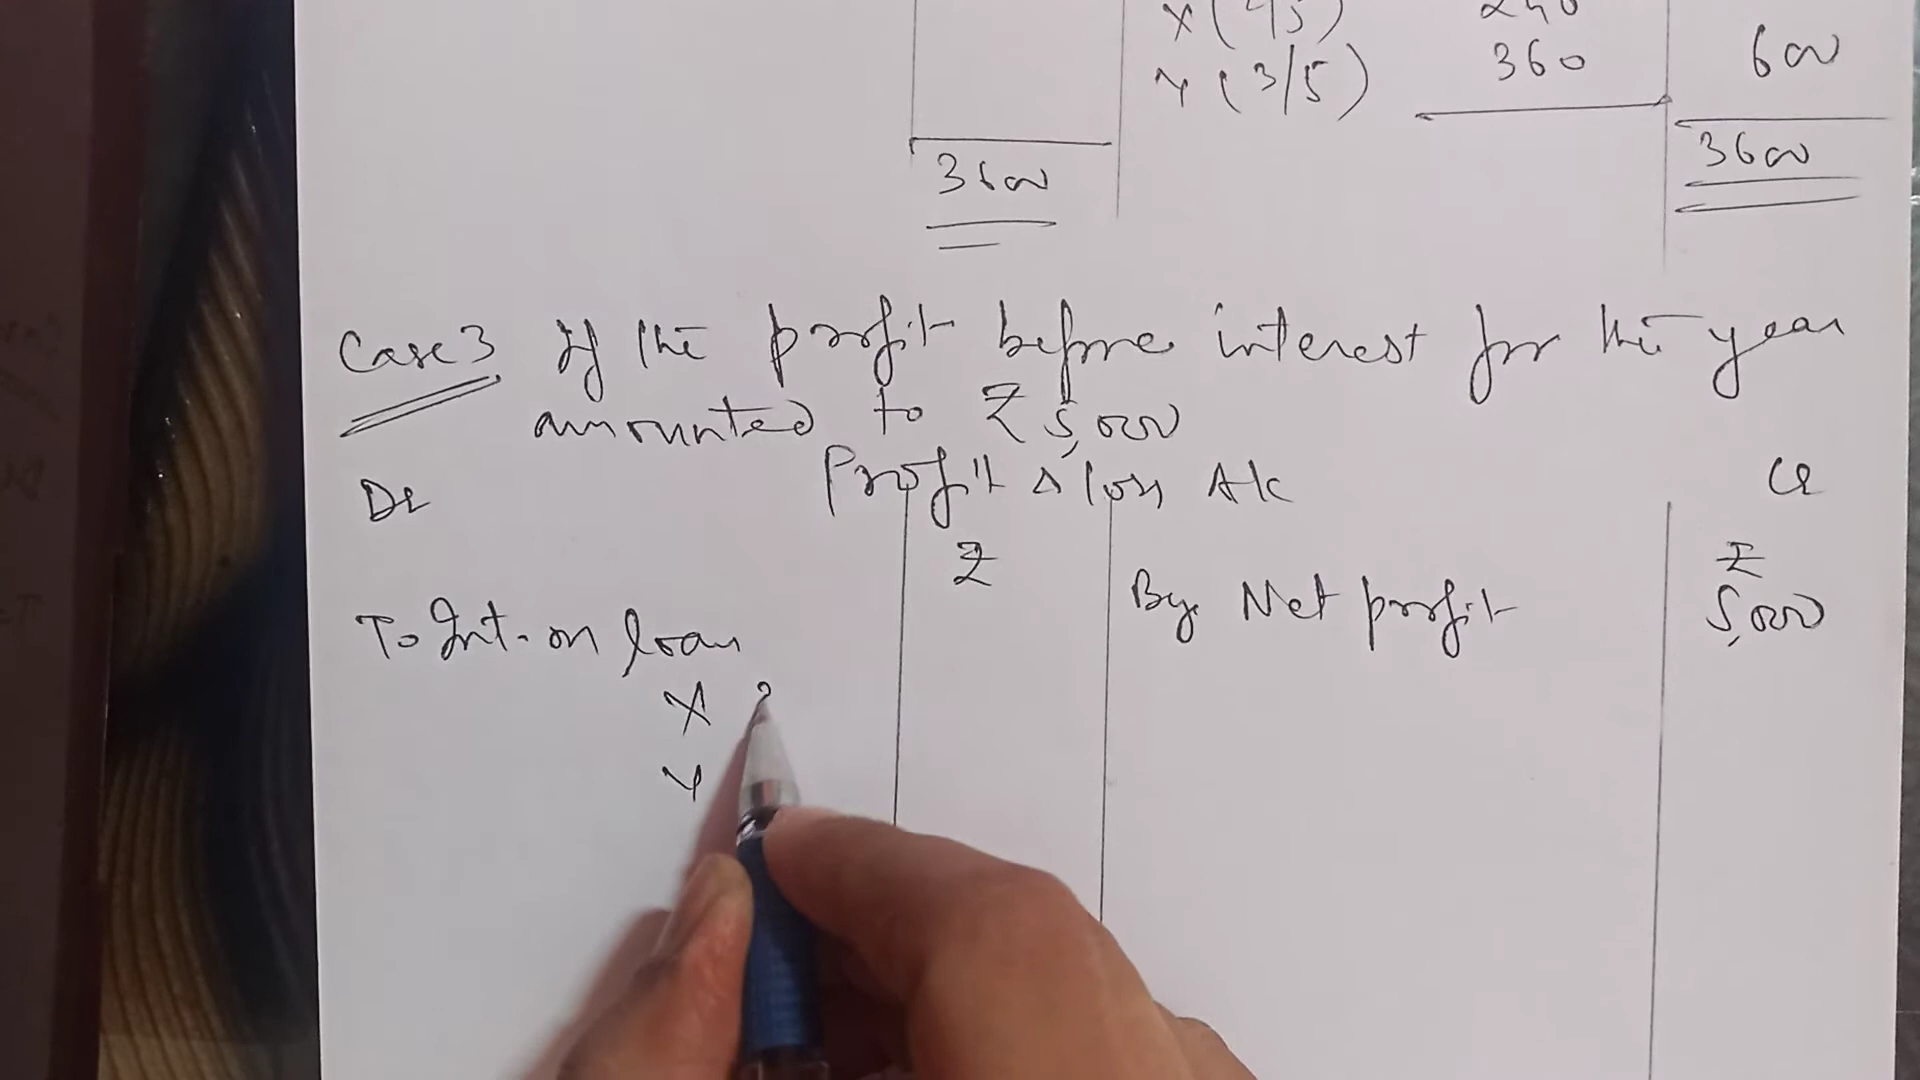 X (2/5) 240
Y (3/5) 360 600
3600 3600
Case 3 If the profit before interest for the year
amounted to ₹ 5,000
Dr Profit & loss A/c Cr
₹ ₹
To Int. on loan By Net profit 5,000
X
Y